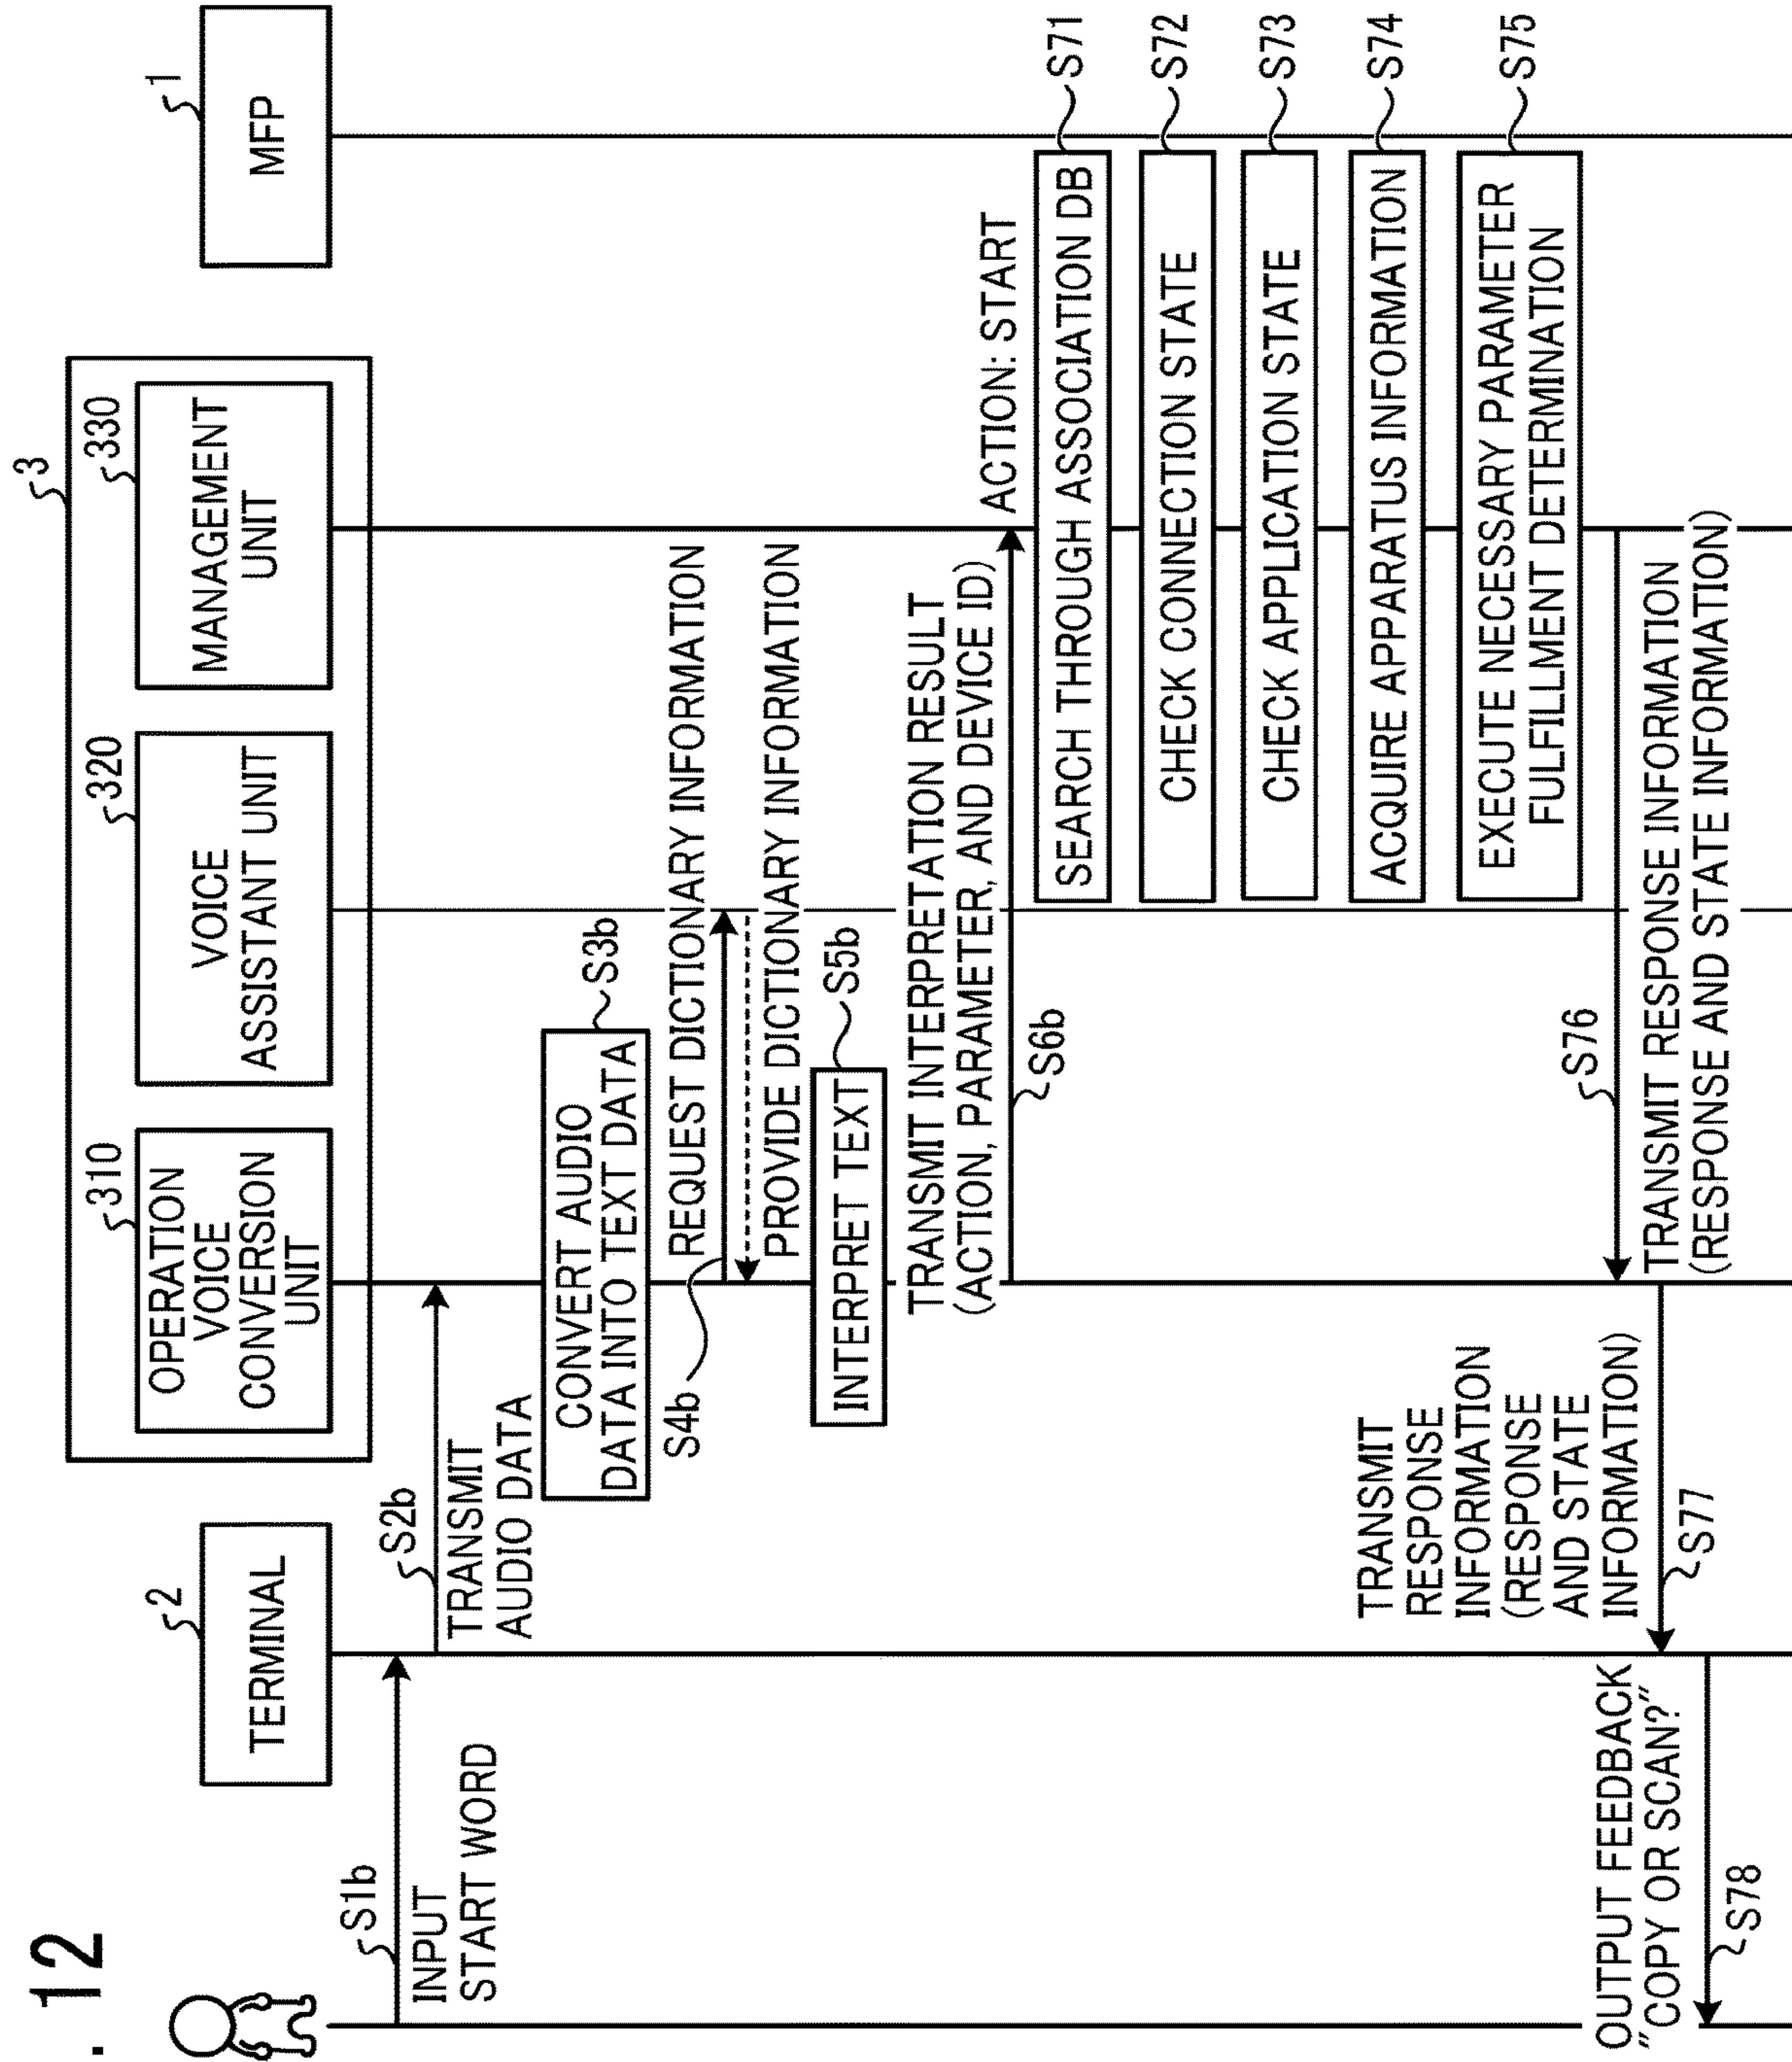 . 12
3
2
TERMINAL
310
OPERATION
VOICE
CONVERSION
UNIT
320
VOICE
ASSISTANT UNIT
330
MANAGEMENT
UNIT
1
MFP
S1b
INPUT
START WORD
S2b
TRANSMIT
AUDIO DATA
CONVERT AUDIO
DATA INTO TEXT DATA
S3b
REQUEST DICTIONARY INFORMATION
S4b
PROVIDE DICTIONARY INFORMATION
INTERPRET TEXT
S5b
TRANSMIT INTERPRETATION RESULT
(ACTION, PARAMETER, AND DEVICE ID)
S6b
ACTION: START
SEARCH THROUGH ASSOCIATION DB
S71
CHECK CONNECTION STATE
S72
CHECK APPLICATION STATE
S73
ACQUIRE APPARATUS INFORMATION
S74
EXECUTE NECESSARY PARAMETER
FULFILLMENT DETERMINATION
S75
S76
TRANSMIT RESPONSE INFORMATION
(RESPONSE AND STATE INFORMATION)
TRANSMIT
RESPONSE
INFORMATION
(RESPONSE
AND STATE
INFORMATION)
S77
OUTPUT FEEDBACK
"COPY OR SCAN?"
S78